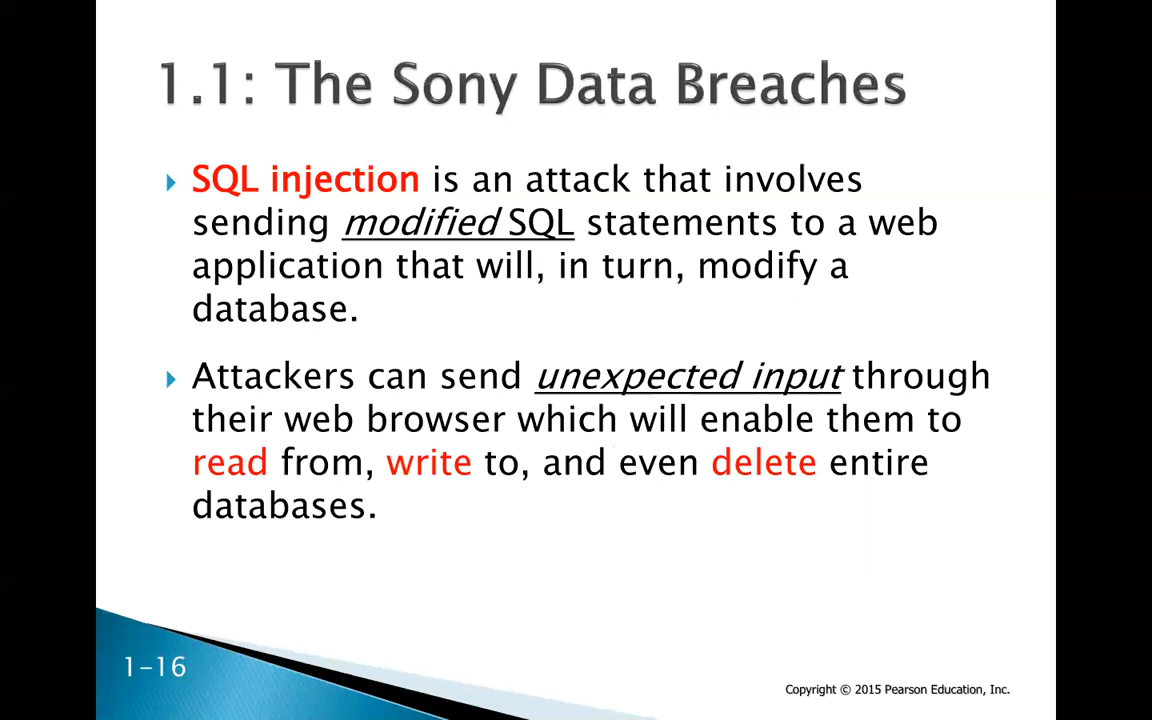 1.1: The Sony Data Breaches
SQL injection is an attack that involves
sending modified SQL statements to a web
application that will, in turn, modify a
database.
Attackers can send unexpected input through
their web browser which will enable them to
read from, write to, and even delete entire
databases.
1-16
Copyright © 2015 Pearson Education, Inc.